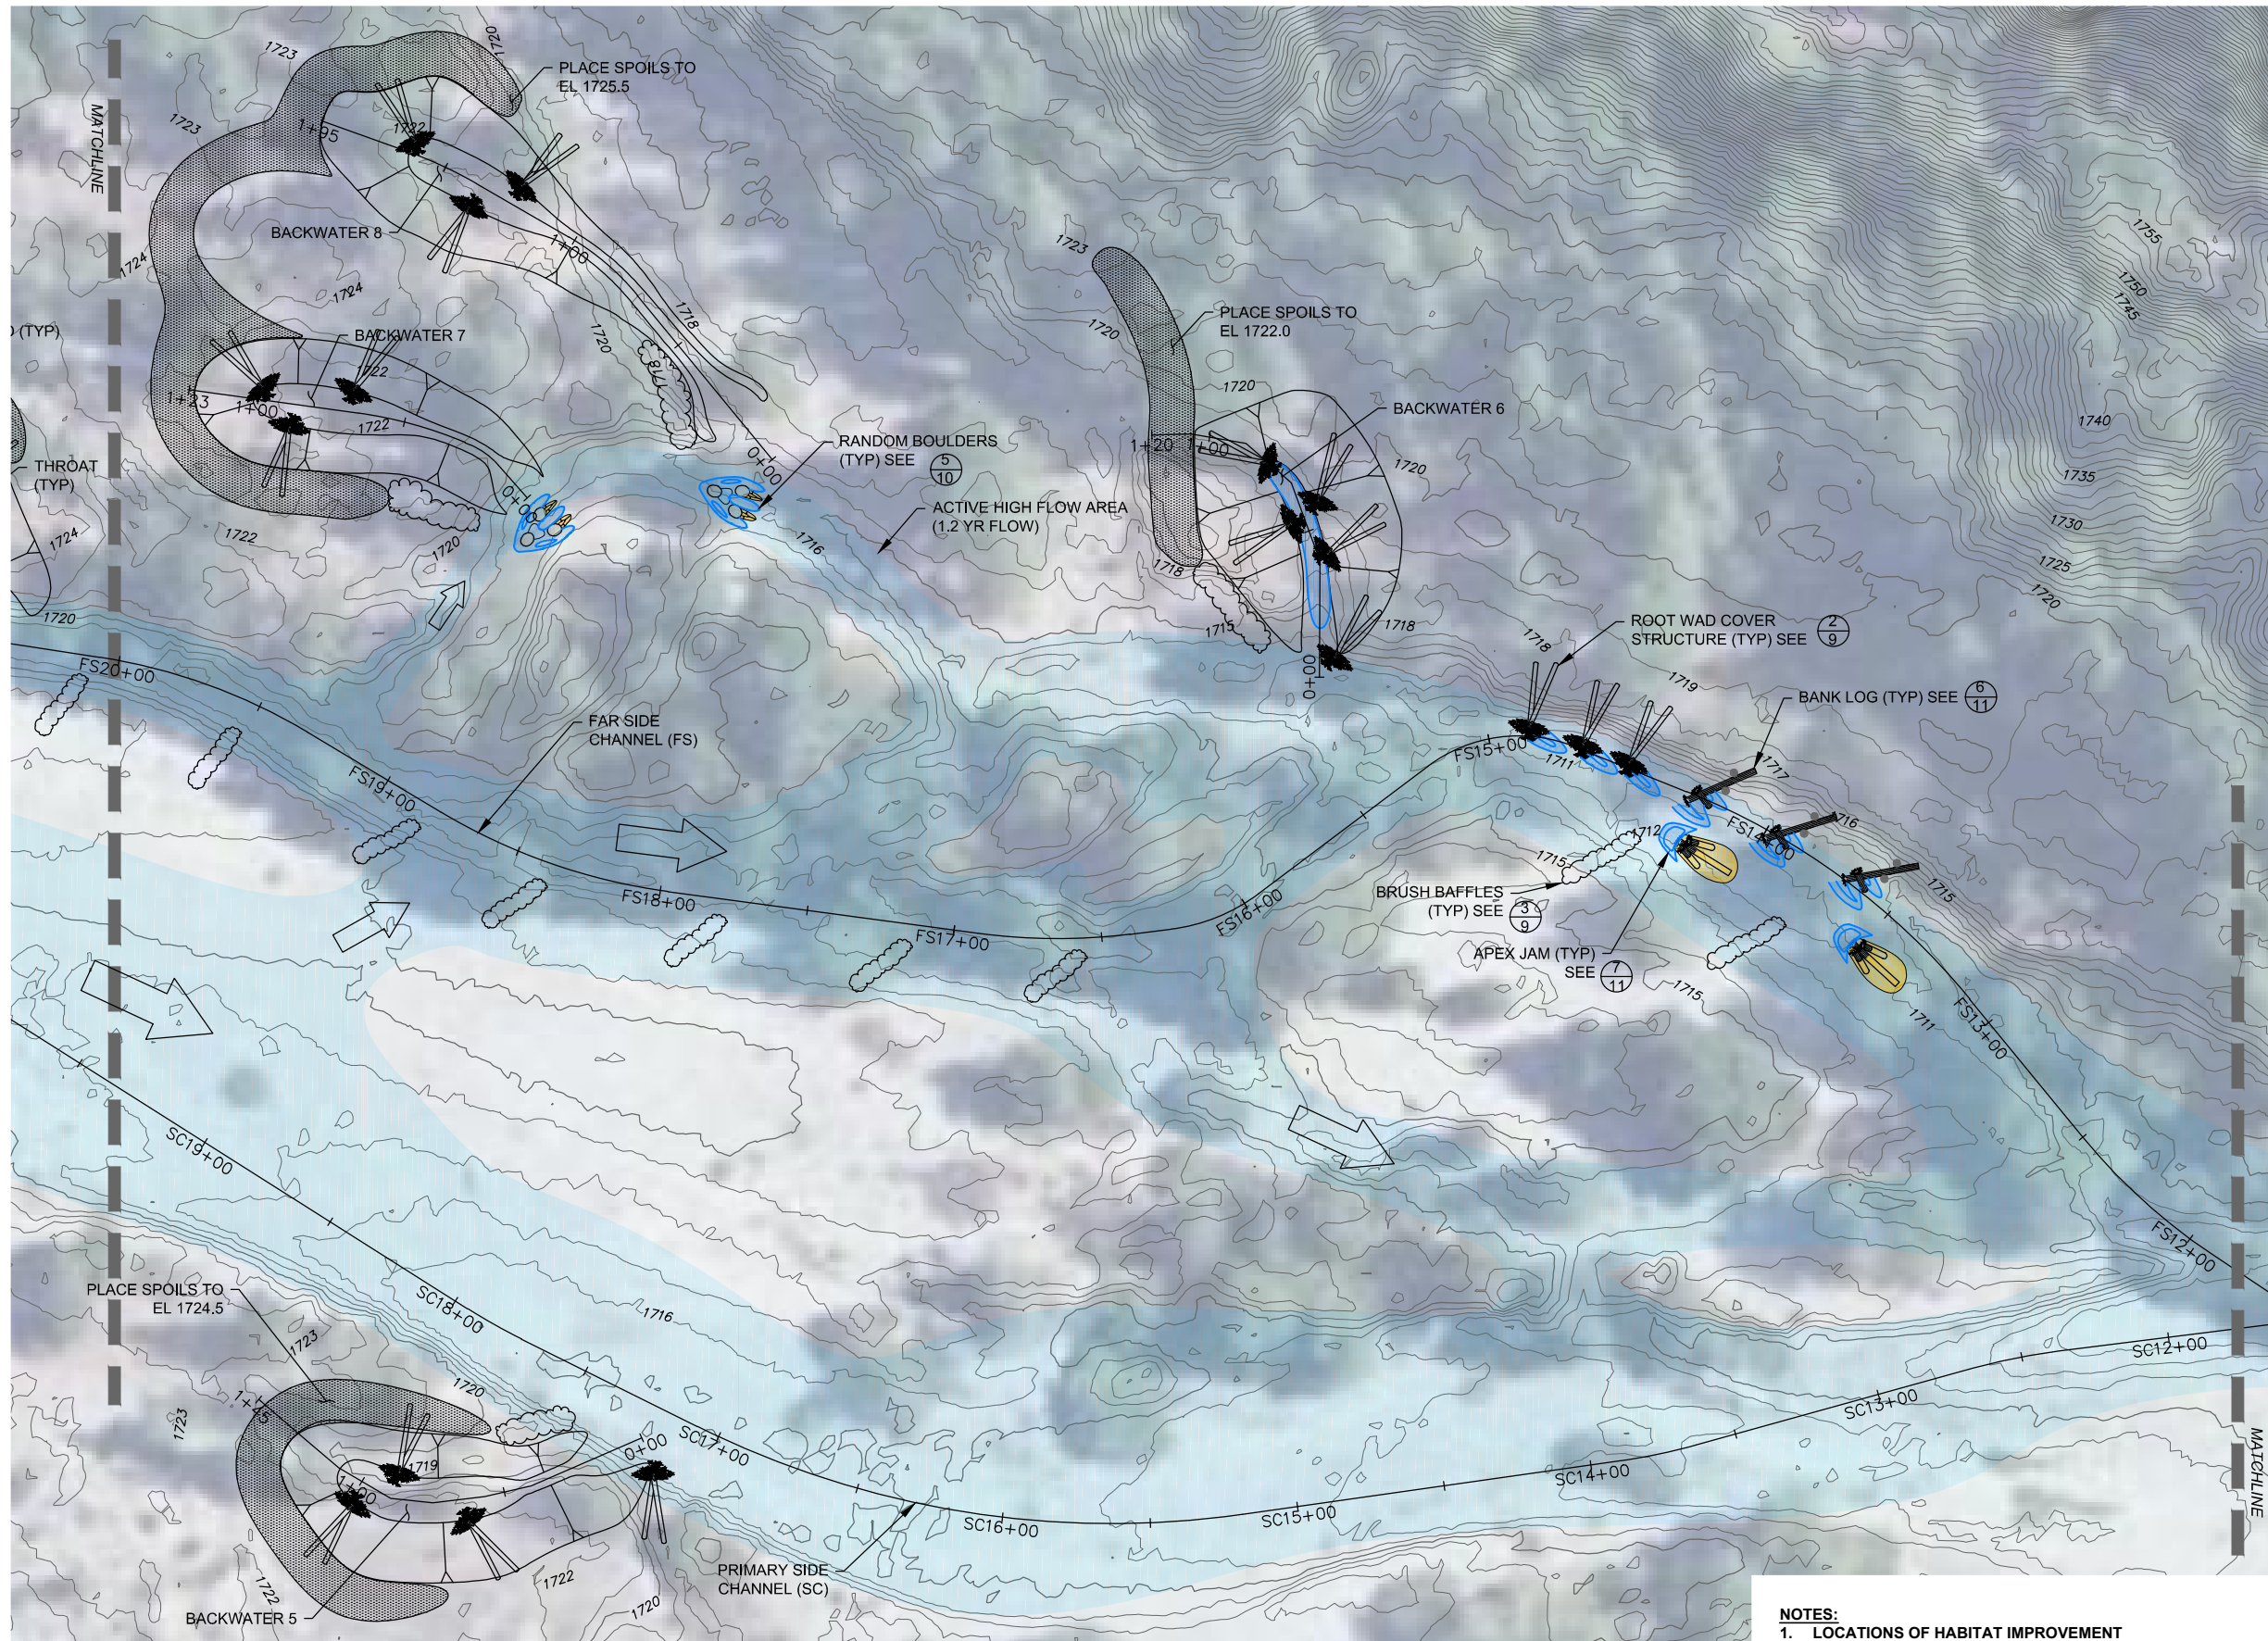 1720
1723
PLACE SPOILS TO
EL 1725.5
MATCHLINE
1723
1+95
1722
BACKWATER 8
1+00
1724
1724
1718
1723
PLACE SPOILS TO
EL 1722.0
1720
1720
1755
1750
1745
(TYP)
BACKWATER 7
1722
1718
1+23
1+00
1722
1720
BACKWATER 6
1740
THROAT
(TYP)
RANDOM BOULDERS
(TYP) SEE
5
10
0+00
1+20
1+00
1720
1735
0+00
ACTIVE HIGH FLOW AREA
(1.2 YR FLOW)
1730
1724
1722
1720
1716
1718
1725
1720
1720
1715
1718
1718
ROOT WAD COVER
STRUCTURE (TYP) SEE
2
9
FS20+00
0+00
1719
BANK LOG (TYP) SEE
6
11
FAR SIDE
CHANNEL (FS)
FS15+00
1711
1717
FS19+00
1712
FS14+00
1716
1715
BRUSH BAFFLES
(TYP) SEE
3
9
1715
FS18+00
FS17+00
FS16+00
APEX JAM (TYP)
SEE
7
11
1715
1711
FS13+00
SC19+00
FS12+00
PLACE SPOILS TO
EL 1724.5
SC18+00
1716
1723
SC12+00
1720
1+45
1723
SC17+00
0+00
SC13+00
1719
1+00
SC14+00
SC16+00
SC15+00
MATCHLINE
PRIMARY SIDE
CHANNEL (SC)
1722
1722
1720
BACKWATER 5
NOTES:
1. LOCATIONS OF HABITAT IMPROVEMENT